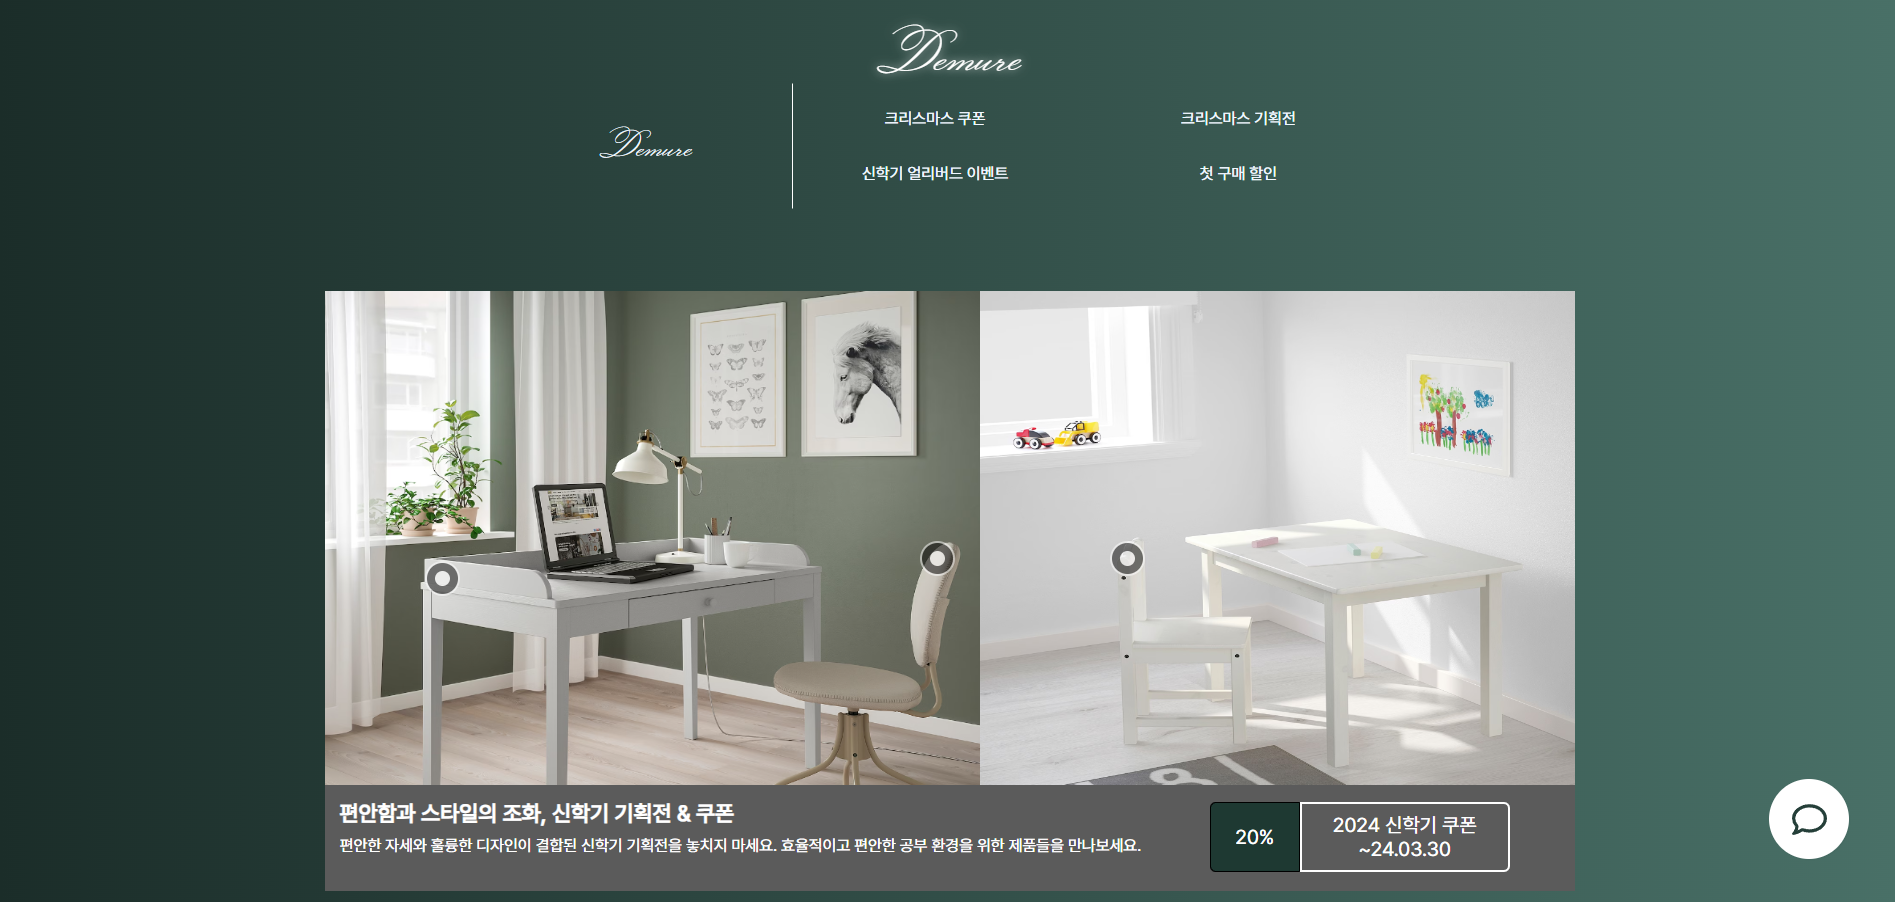 Demure
Demure
크리스마스 쿠폰
크리스마스 기획전
신학기 얼리버드 이벤트
첫 구매 할인
편안함과 스타일의 조화, 신학기 기획전 & 쿠폰
편안한 자세와 훌륭한 디자인이 결합된 신학기 기획전을 놓치지 마세요. 효율적이고 편안한 공부 환경을 위한 제품들을 만나보세요.
20%
2024 신학기 쿠폰
~24.03.30